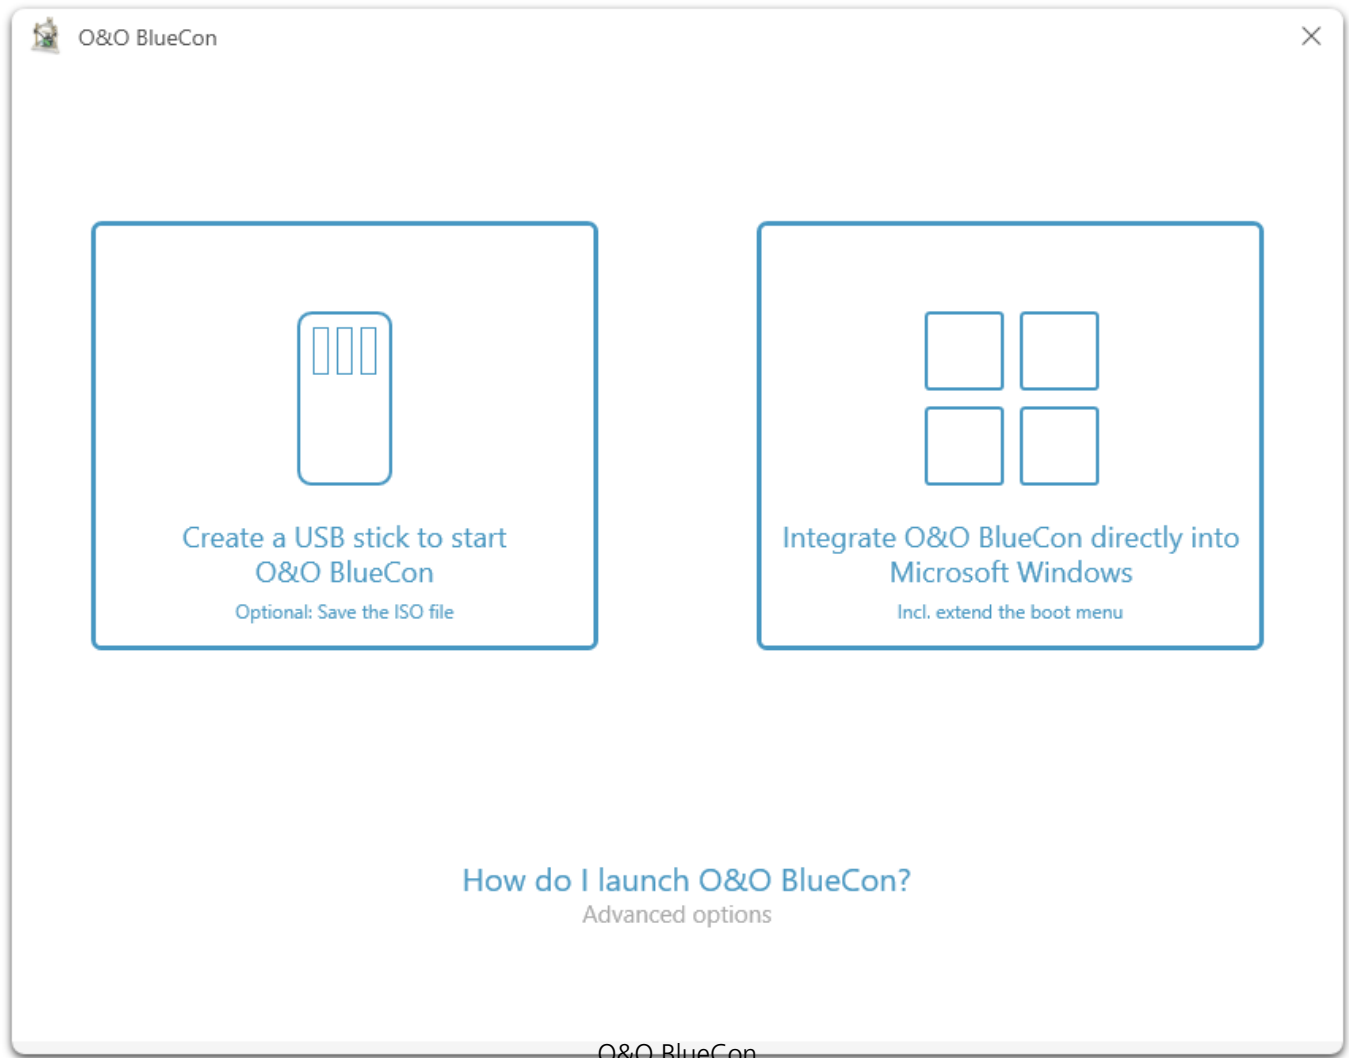 O&O BlueCon
Create a USB stick to start
O&O BlueCon
Optional: Save the ISO file
Integrate O&O BlueCon directly into
Microsoft Windows
Incl. extend the boot menu
How do I launch O&O BlueCon?
Advanced options
O&O BlueCon